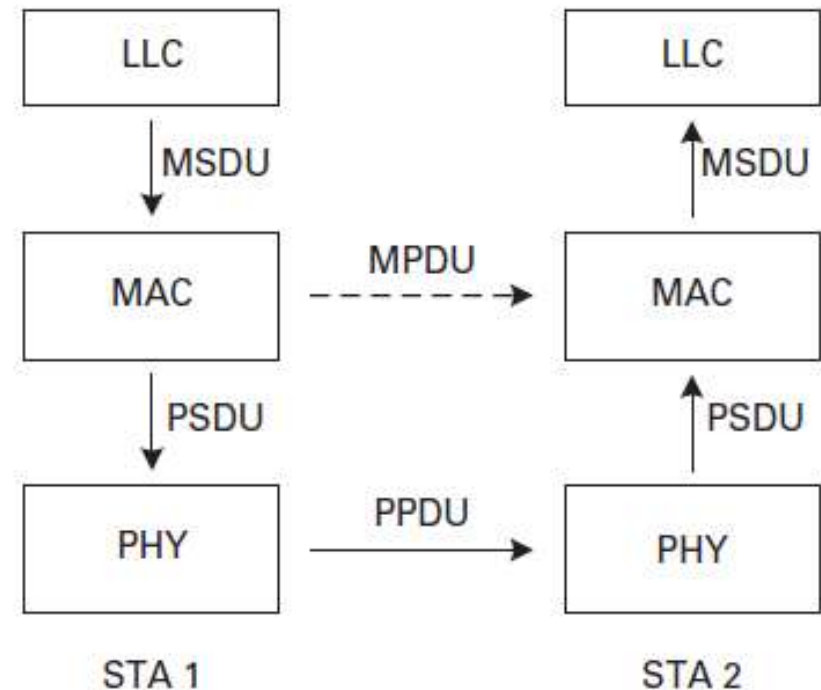 LLC LLC
MSDU MSDU
MAC MPDU MAC
PSDU PSDU
PHY PPDU PHY
STA 1 STA 2